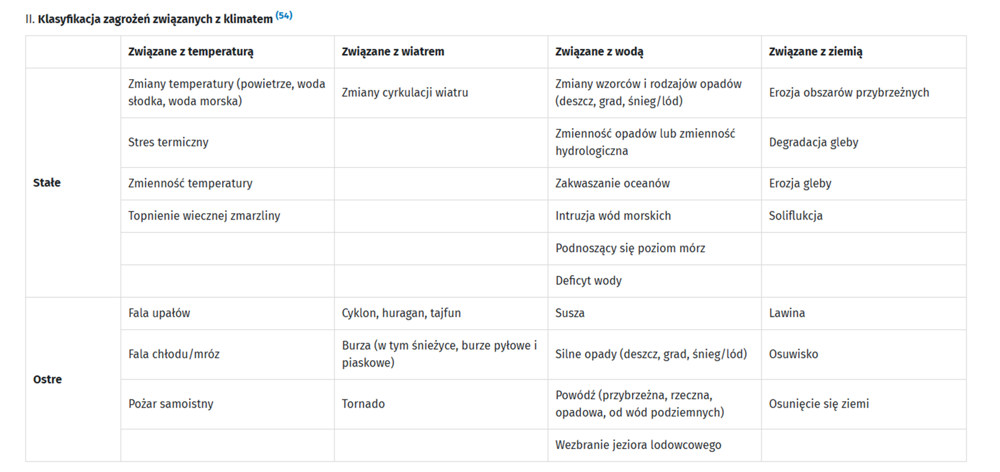 II. Klasyfikacja zagrożeń związanych z klimatem (54)
Związane z temperaturą
Związane z wiatrem
Związane z wodą
Związane z ziemią
Stałe
Zmiany temperatury (powietrze, woda
słodka, woda morska)
Zmiany cyrkulacji wiatru
Zmiany wzorców i rodzajów opadów
(deszcz, grad, śnieg/lód)
Erozja obszarów przybrzeżnych
Stres termiczny
Zmienność opadów lub zmienność
hydrologiczna
Degradacja gleby
Zmienność temperatury
Zakwaszanie oceanów
Erozja gleby
Topnienie wiecznej zmarzliny
Intruzja wód morskich
Soliflukcja
Podnoszący się poziom mórz
Deficyt wody
Ostre
Fala upałów
Cyklon, huragan, tajfun
Susza
Lawina
Fala chłodu/mróz
Burza (w tym śnieżyce, burze pyłowe i
piaskowe)
Silne opady (deszcz, grad, śnieg/lód)
Osuwisko
Pożar samoistny
Tornado
Powódź (przybrzeżna, rzeczna,
opadowa, od wód podziemnych)
Osunięcie się ziemi
Wezbranie jeziora lodowcowego